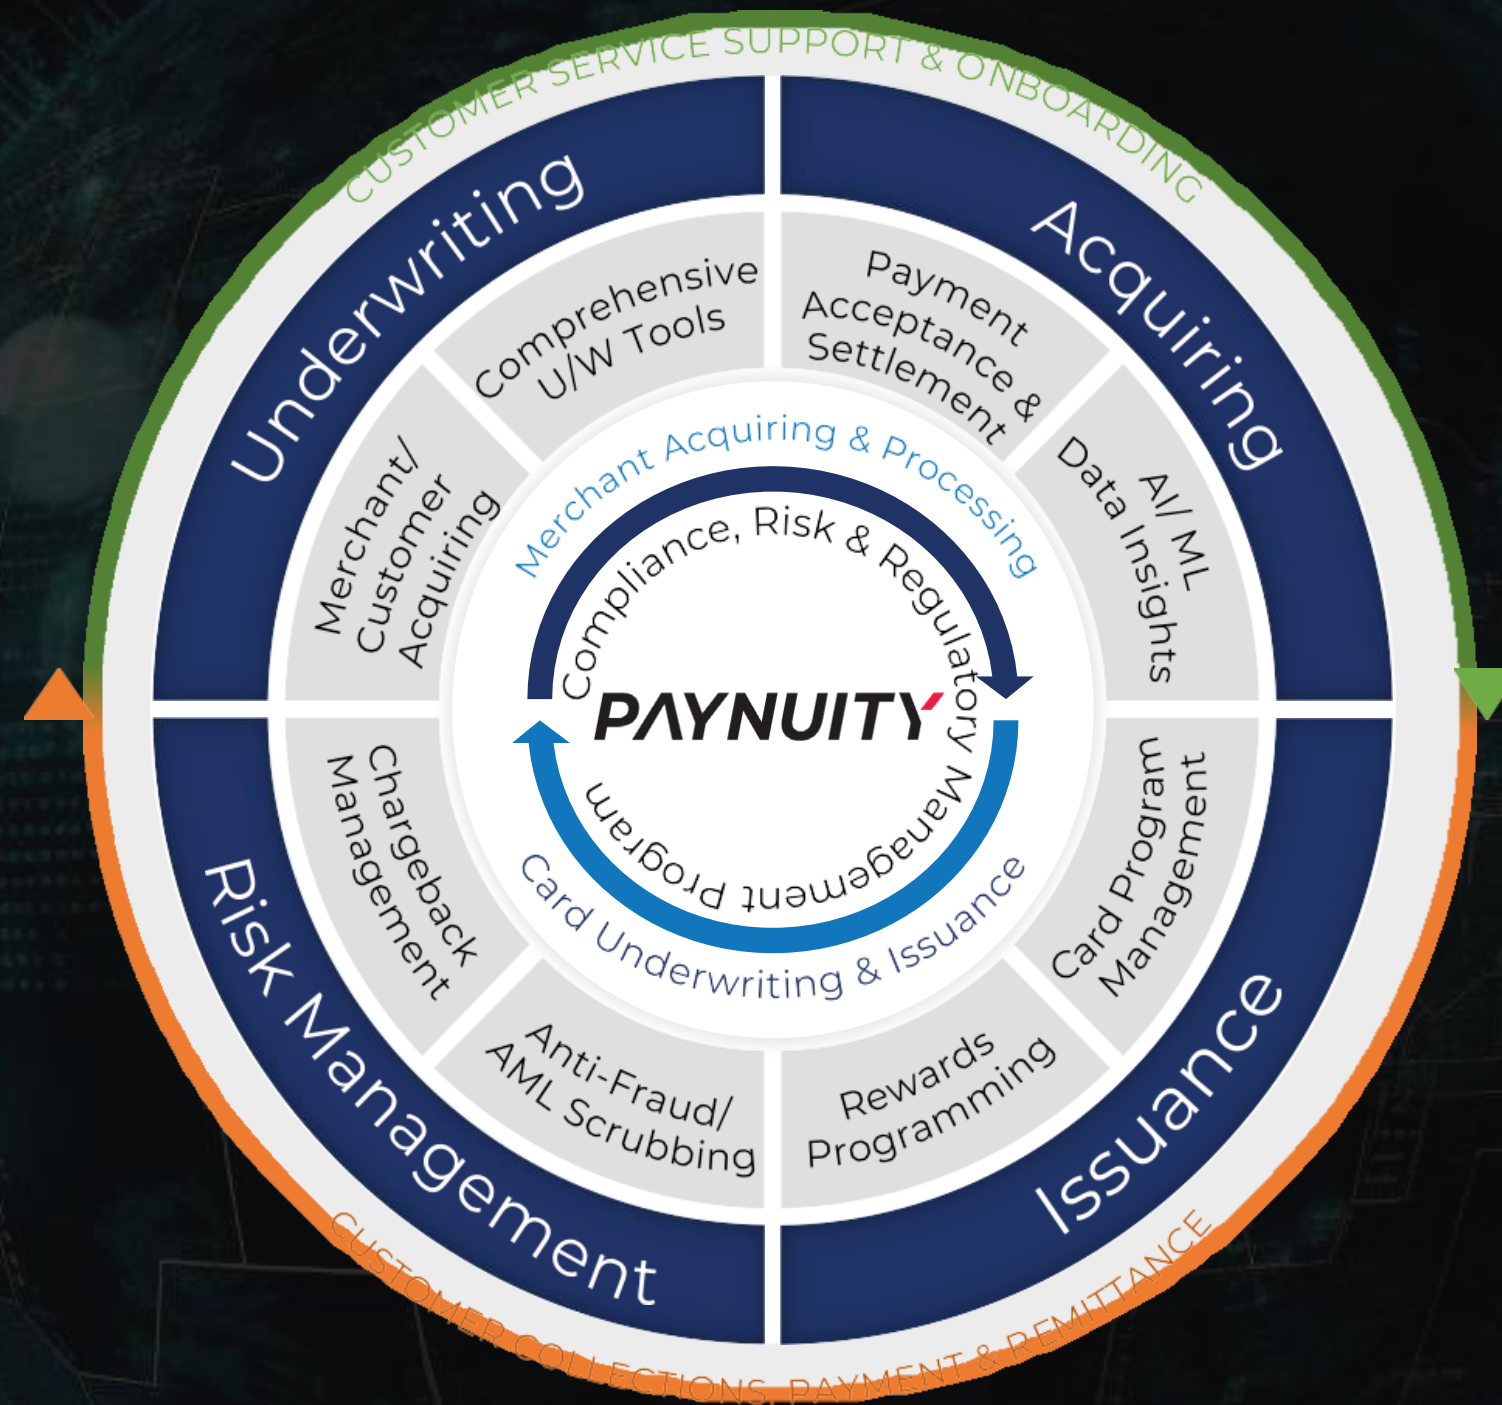 CUSTOMER SERVICE SUPPORT & ONBOARDING
Underwriting
Acquiring
Comprehensive
U/W Tools
Payment
Acceptance &
Settlement
Merchant/
Customer
Acquiring
AI/ ML
Data Insights
Merchant Acquiring & Processing
Compliance, Risk & Regulatory Management Program
PAYNUITY
Card Underwriting & Issuance
Chargeback
Management
Card Program
Management
Anti-Fraud/
AML Scrubbing
Rewards
Programming
Risk Management
Issuance
CUSTOMER COLLECTIONS, PAYMENT & REMITTANCE